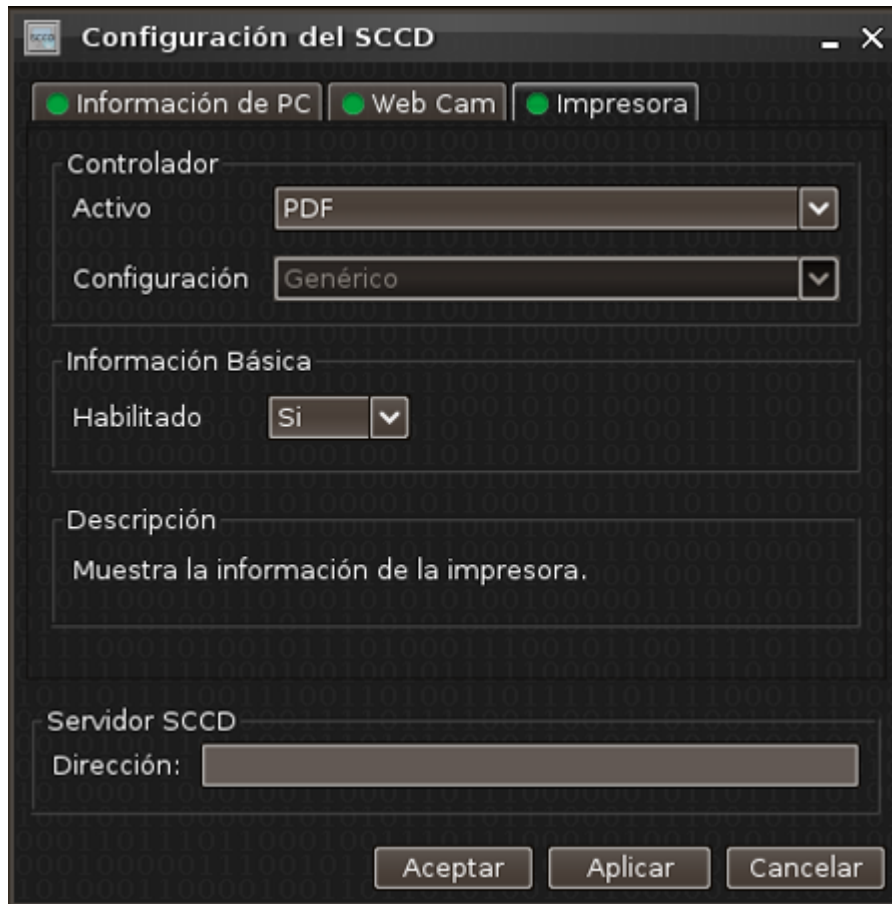 SCCD Configuración del SCCD
Información de PC Web Cam Impresora
Controlador
Activo PDF
Configuración Genérico
Información Básica
Habilitado Si
Descripción
Muestra la información de la impresora.
Servidor SCCD
Dirección:
Aceptar Aplicar Cancelar